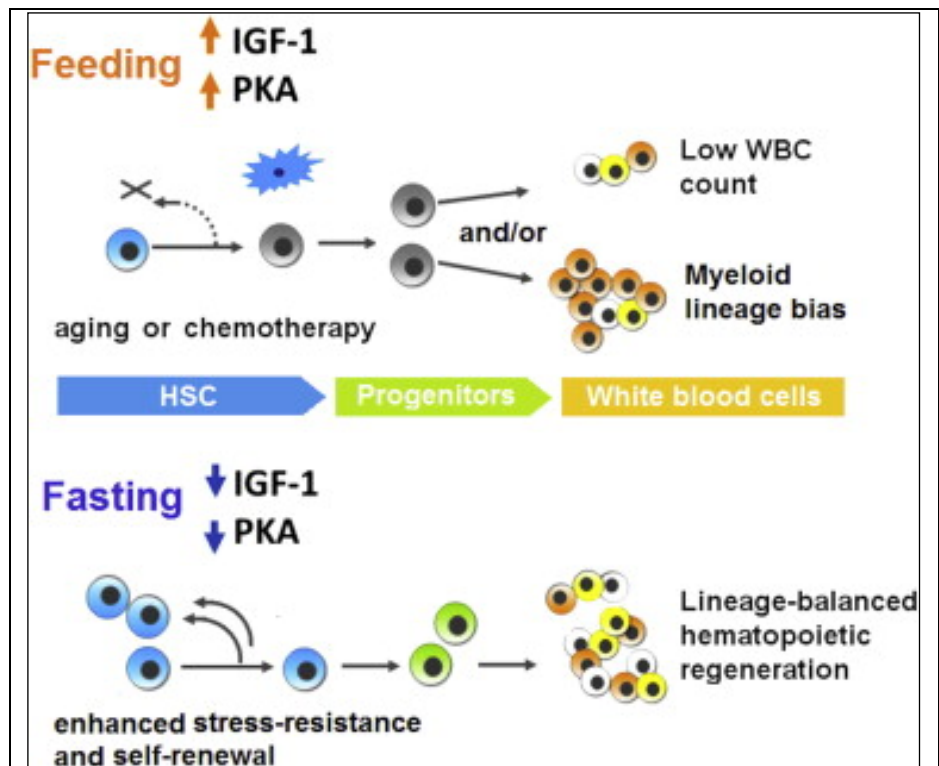 Feeding
IGF-1
PKA
Low WBC
count
and/or
Myeloid
lineage bias
aging or chemotherapy
HSC
Progenitors
White blood cells
Fasting
IGF-1
PKA
Lineage-balanced
hematopoietic
regeneration
enhanced stress-resistance
and self-renewal